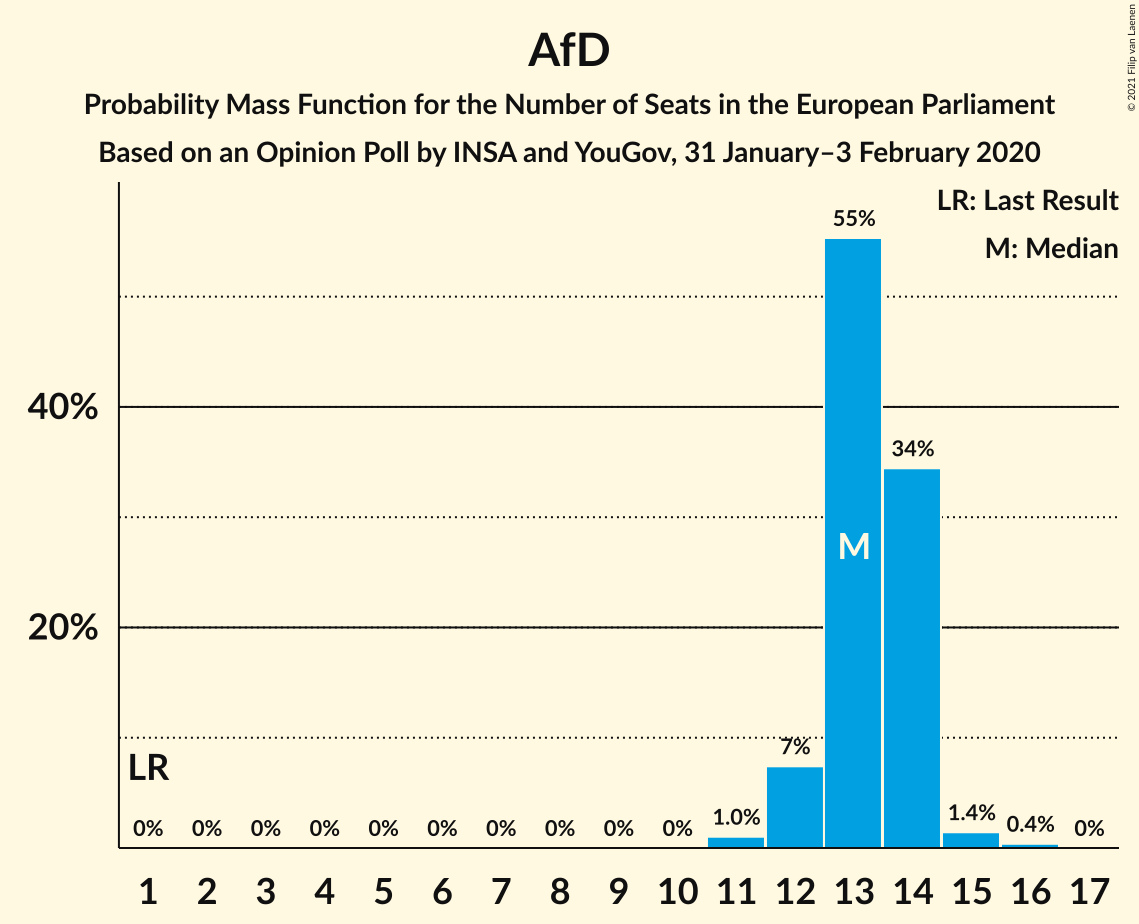 AfD
Probability Mass Function for the Number of Seats in the European Parliament
Based on an Opinion Poll by INSA and YouGov, 31 January–3 February 2020
© 2021 Filip van Laenen
LR: Last Result
M: Median
55%
40%
34%
M
20%
7%
LR
0% 0% 0% 0% 0% 0% 0% 0% 0% 0% 1.0% 1.4% 0.4% 0%
1 2 3 4 5 6 7 8 9 10 11 12 13 14 15 16 17